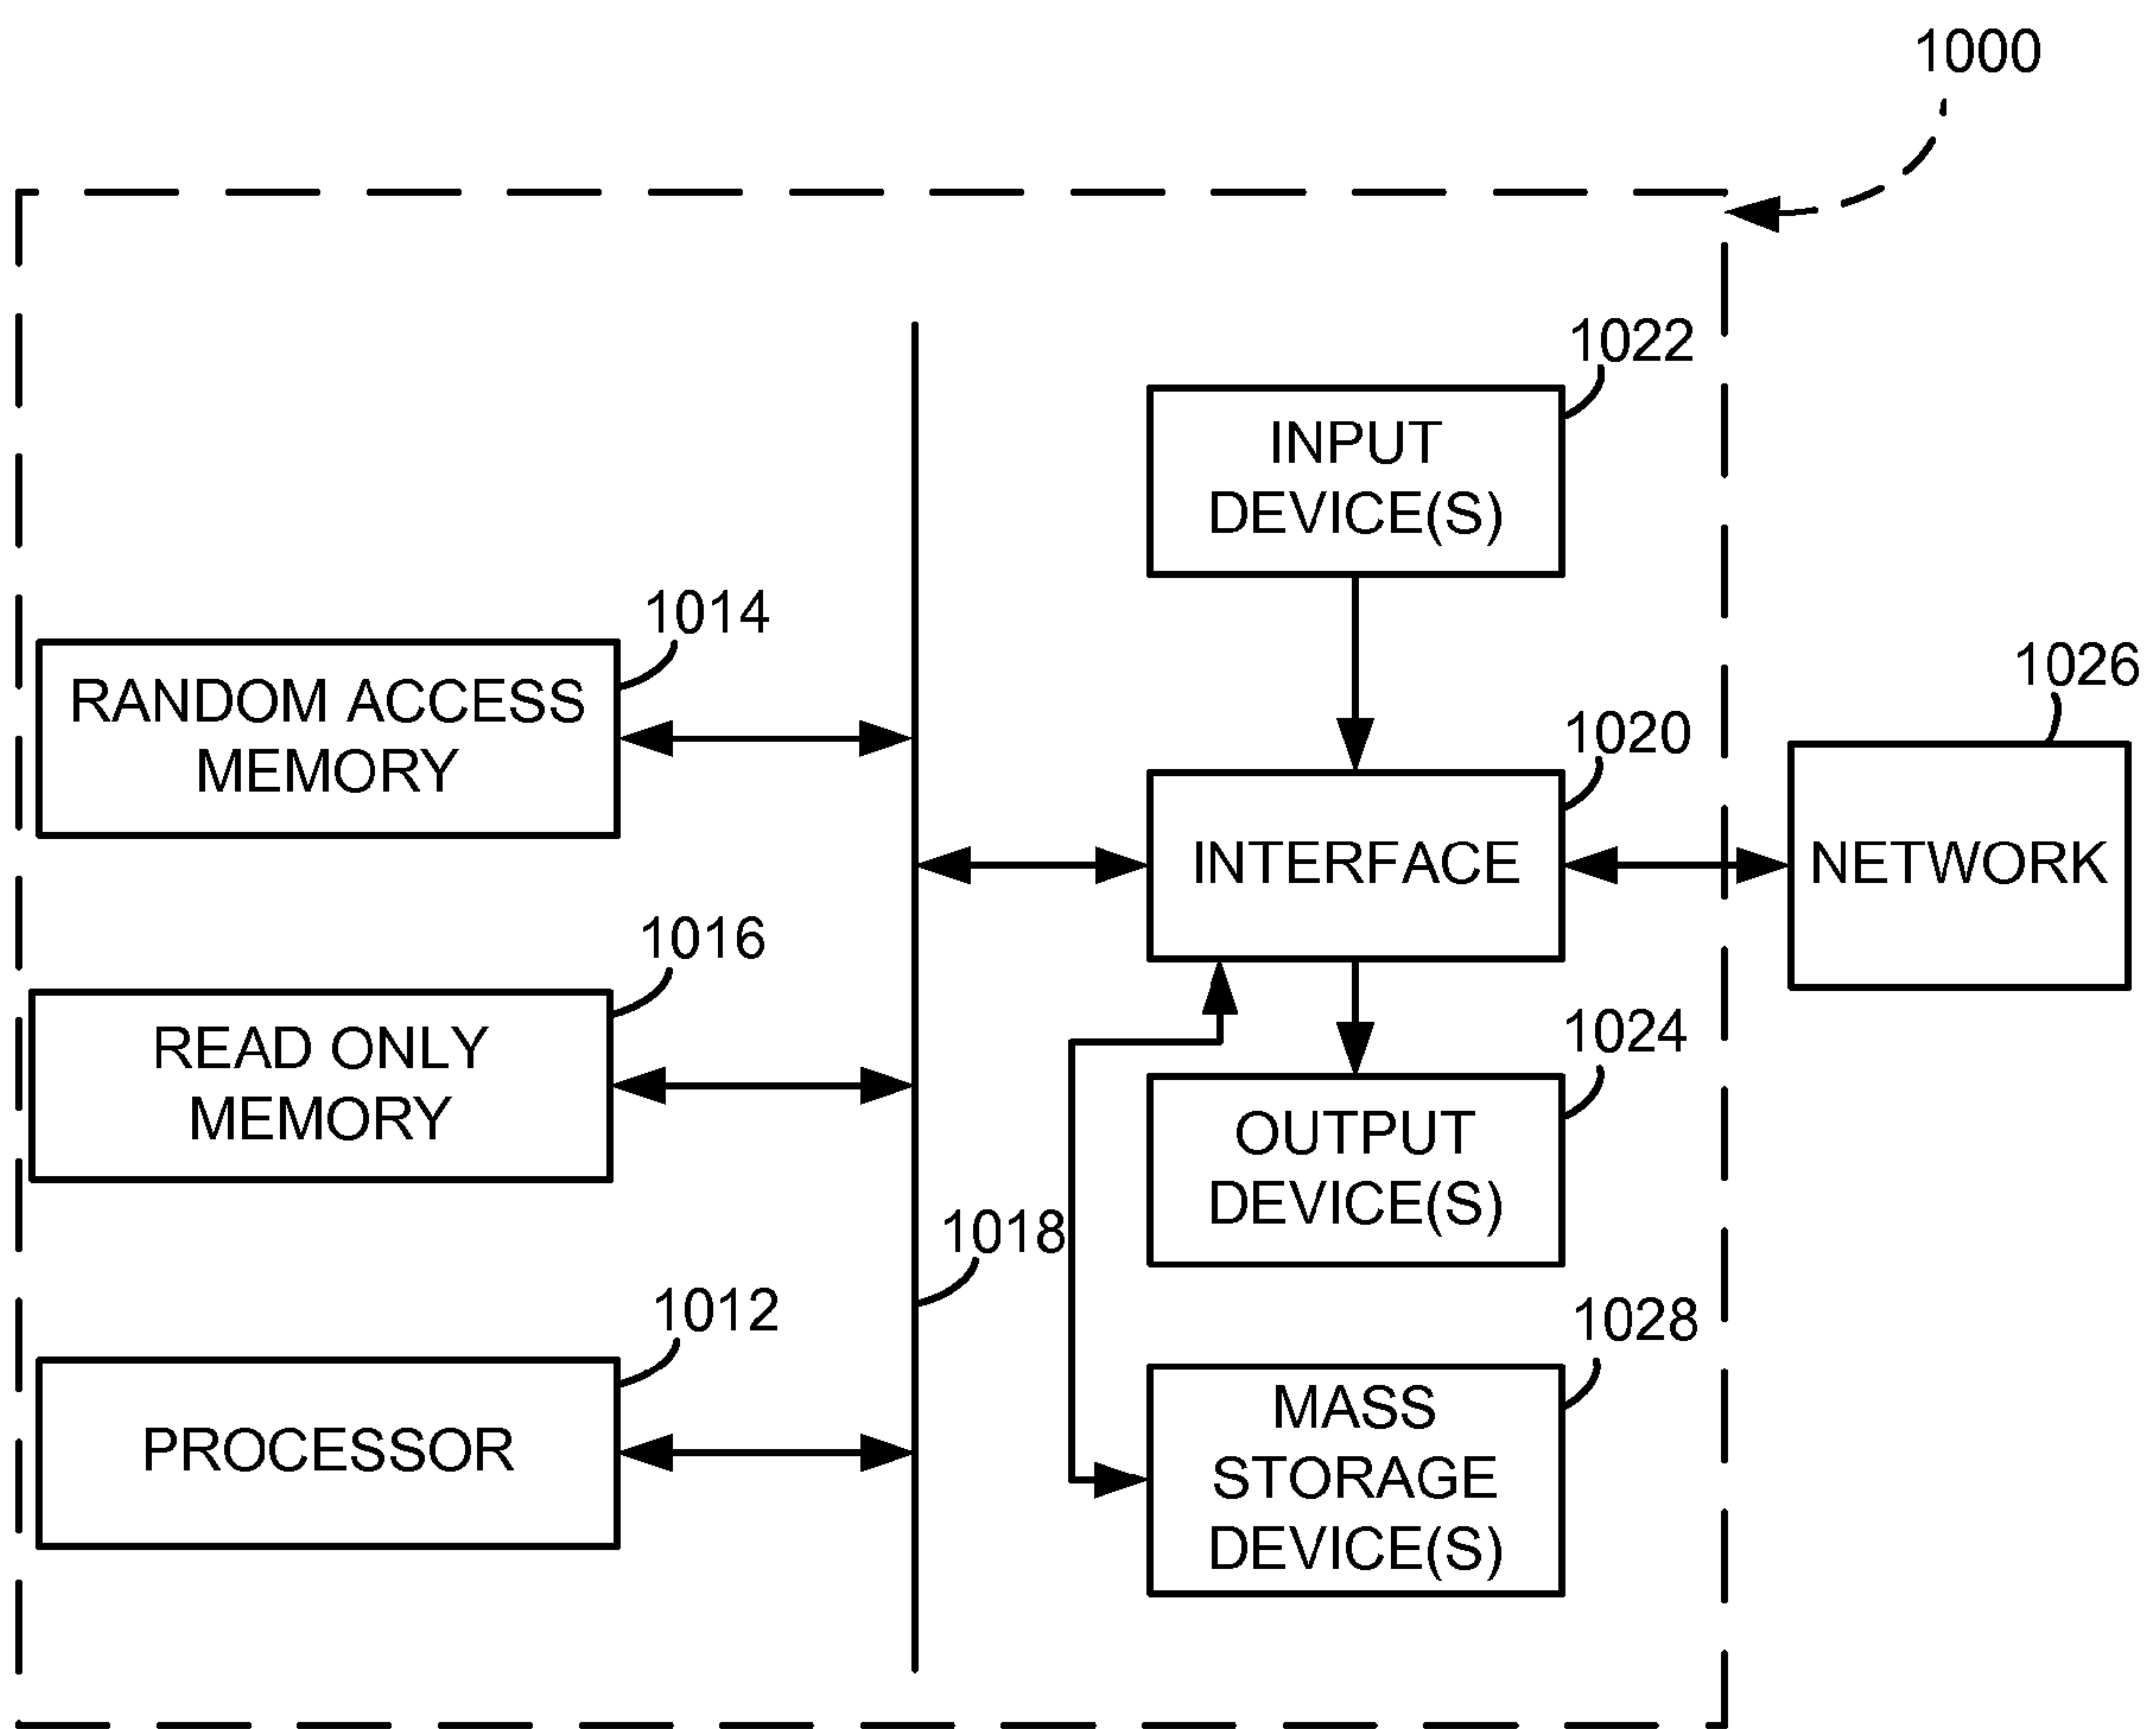 1000
1022
INPUT
DEVICE(S)
1014
RANDOM ACCESS
MEMORY
1026
1020
INTERFACE
NETWORK
1016
READ ONLY
MEMORY
1024
OUTPUT
DEVICE(S)
1018
1012
PROCESSOR
1028
MASS
STORAGE
DEVICE(S)